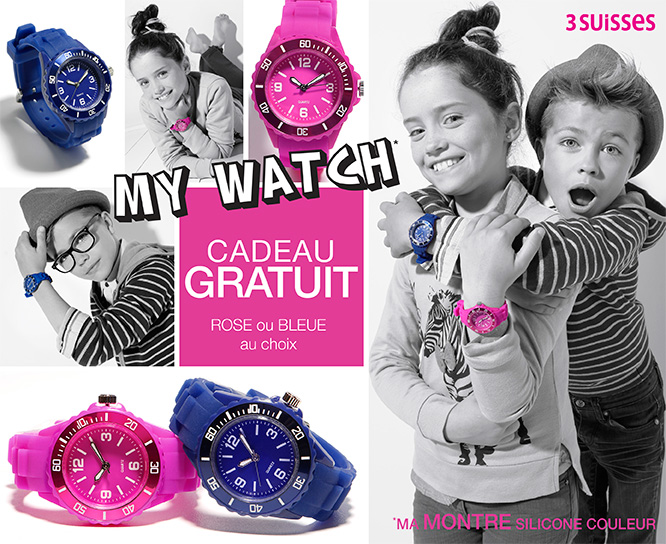 3SUISSES
MY WATCH*
CADEAU
GRATUIT
ROSE ou BLEUE
au choix
*MA MONTRE SILICONE COULEUR